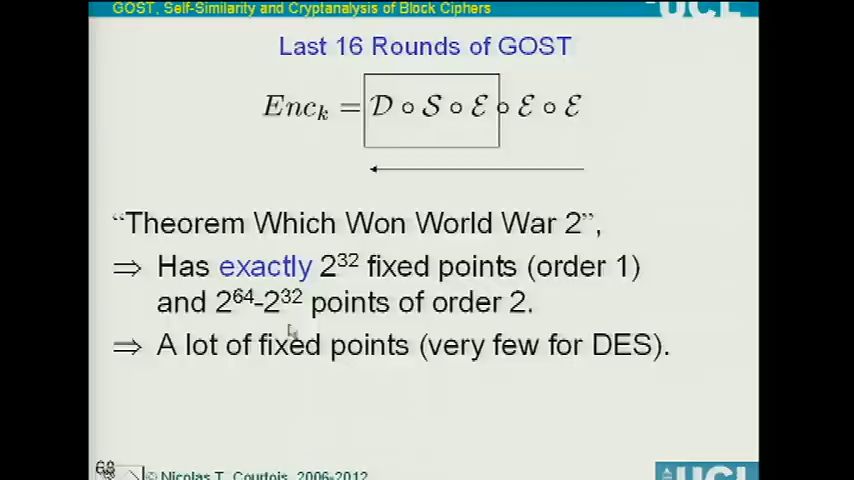 GOST, Self-Similarity and Cryptanalysis of Block Ciphers
UCL
Last 16 Rounds of GOST
Enc_k = D ∘ S ∘ E ∘ E ∘ E
“Theorem Which Won World War 2”,
⇒ Has exactly 2^32 fixed points (order 1)
and 2^64-2^32 points of order 2.
⇒ A lot of fixed points (very few for DES).
68
© Nicolas T. Courtois, 2006-2012
UCL